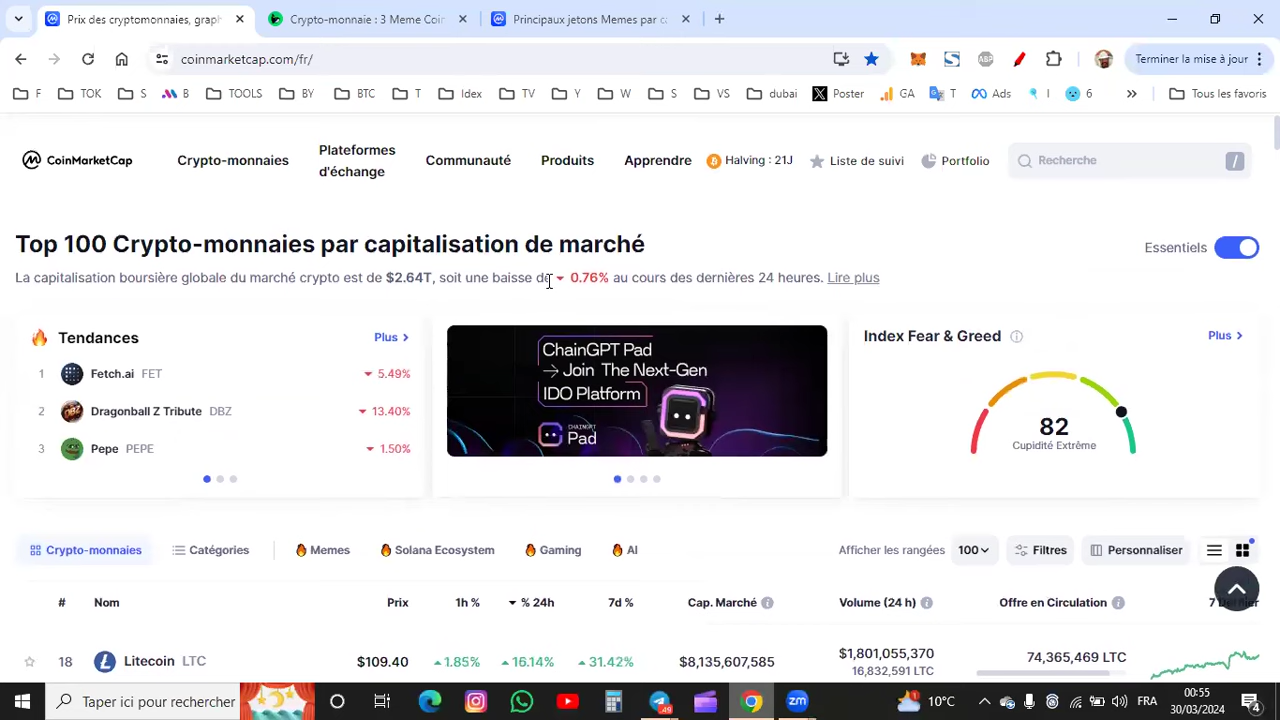 Prix des cryptomonnaies, grap
Crypto-monnaie : 3 Meme Coin
Principaux jetons Memes par c
coinmarketcap.com/fr/
Terminer la mise à jour
F
TOK
S
B
TOOLS
BY
BTC
T
Idex
TV
Y
W
S
VS
dubai
Poster
GA
T
Ads
I
6
Tous les favoris
CoinMarketCap
Crypto-monnaies
Plateformes
d'échange
Communauté
Produits
Apprendre
Halving : 21J
Liste de suivi
Portfolio
Recherche
/
Top 100 Crypto-monnaies par capitalisation de marché
Essentiels
La capitalisation boursière globale du marché crypto est de $2.64T, soit une baisse de 0.76% au cours des dernières 24 heures. Lire plus
Tendances
Plus
1 Fetch.ai FET 5.49%
2 Dragonball Z Tribute DBZ 13.40%
3 Pepe PEPE 1.50%
ChainGPT Pad
Join The Next-Gen
IDO Platform
CHAINGPT
Pad
Index Fear & Greed
Plus
82
Cupidité Extrême
Crypto-monnaies
Catégories
Memes
Solana Ecosystem
Gaming
AI
Afficher les rangées
100
Filtres
Personnaliser
# Nom Prix 1h % % 24h 7d % Cap. Marché Volume (24 h) Offre en Circulation
18 Litecoin LTC $109.40 1.85% 16.14% 31.42% $8,135,607,585 $1,801,055,370 74,365,469 LTC
16,832,591 LTC
Taper ici pour rechercher
49
10°C
FRA
00:55
30/03/2024
4